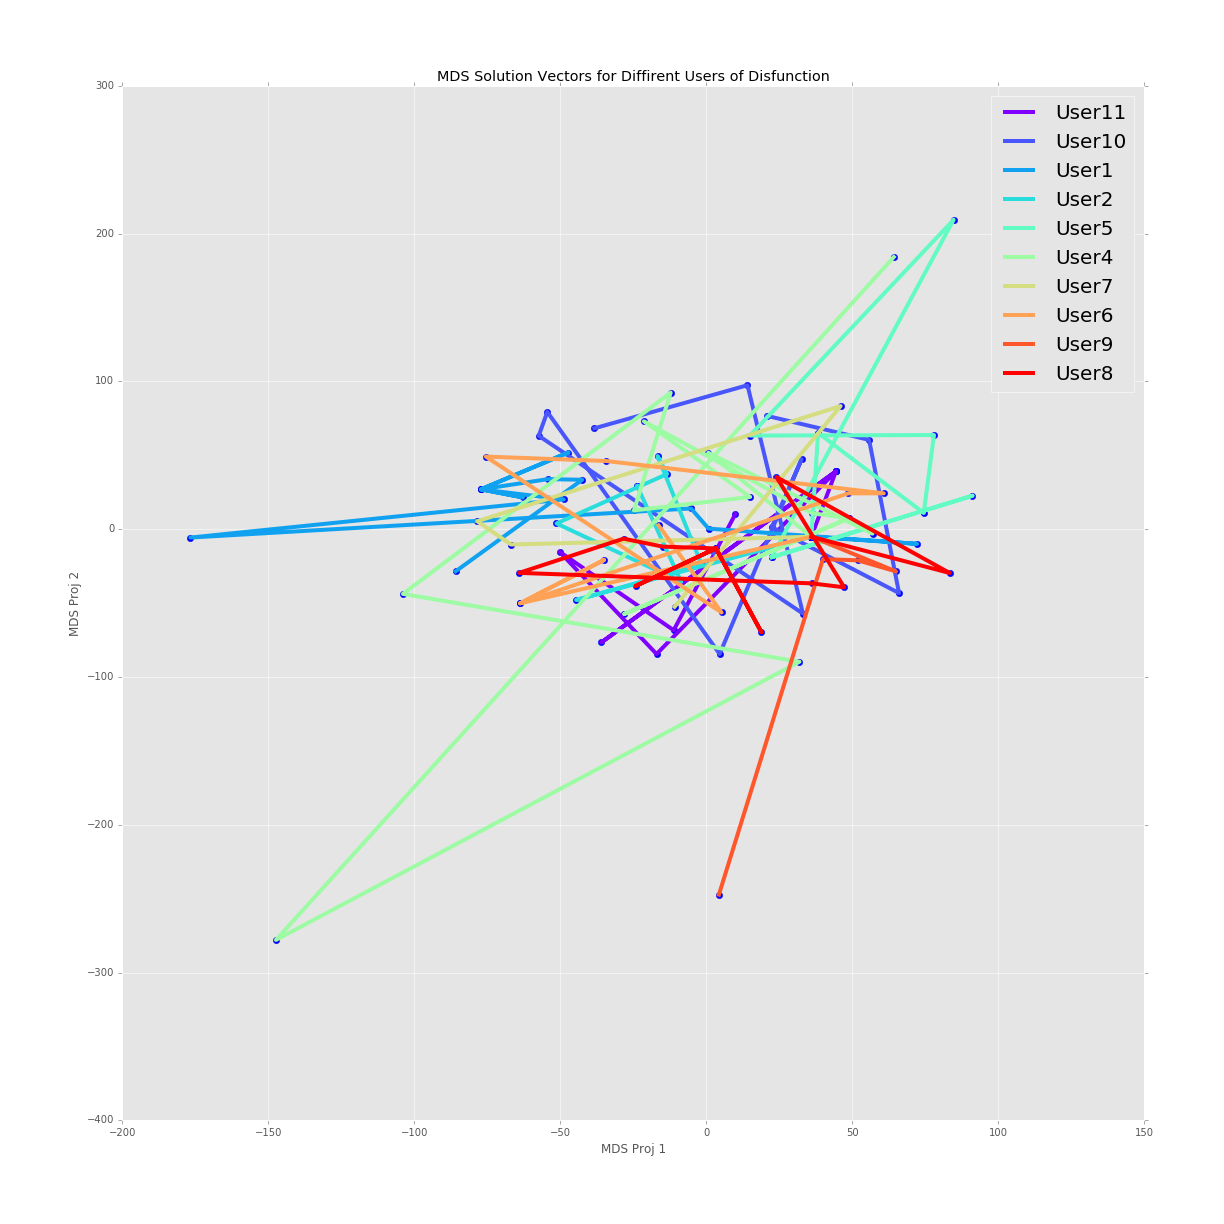 MDS Solution Vectors for Diffirent Users of Disfunction
300
200
100
0
−100
−200
−300
−400
MDS Proj 2
−200
−150
−100
−50
0
50
100
150
MDS Proj 1
User11
User10
User1
User2
User5
User4
User7
User6
User9
User8